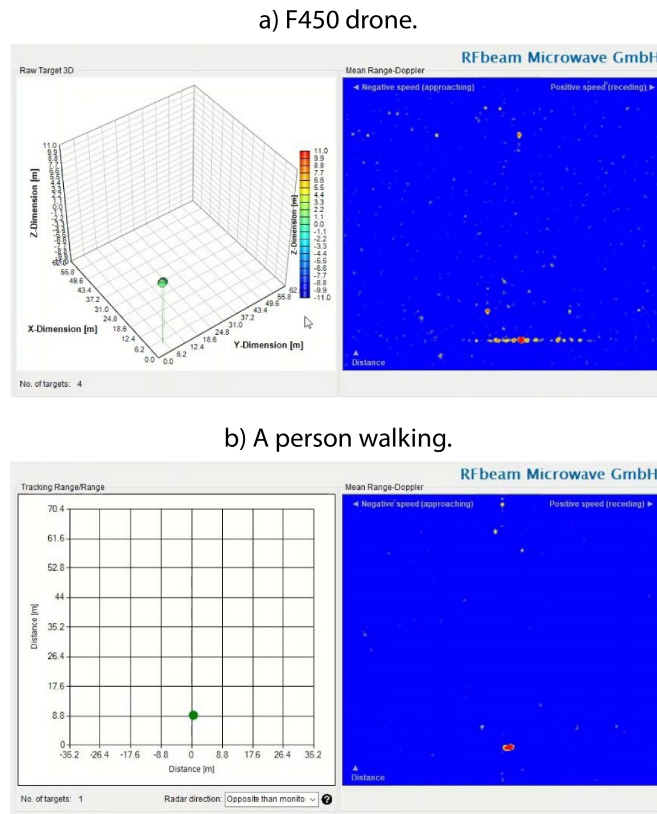 a) F450 drone.
RFbeam Microwave GmbH
Raw Target 3D
Mean Range-Doppler
◄ Negative speed (approaching)
Positive speed (receding) ►
Z-Dimension [m]
11.0
9.9
8.8
7.7
6.6
5.5
4.4
3.3
2.2
1.1
0.0
-1.1
-2.2
-3.3
-4.4
-5.5
-6.6
-7.7
-8.8
-9.9
-11.0
Z-Dimension [m]
55.8
49.6
43.4
37.2
31.0
24.8
18.6
12.4
6.2
0.0
X-Dimension [m]
0.0
6.2
12.4
18.6
24.8
31.0
37.2
43.4
49.6
55.8
Y-Dimension [m]
Distance
No. of targets: 4
b) A person walking.
RFbeam Microwave GmbH
Tracking Range/Range
Mean Range-Doppler
◄ Negative speed (approaching)
Positive speed (receding) ►
70.4
61.6
52.8
44
35.2
26.4
17.6
8.8
0
Distance [m]
-35.2 -26.4 -17.6 -8.8 0 8.8 17.6 26.4 35.2
Distance [m]
Distance
No. of targets: 1
Radar direction: Opposite than monito